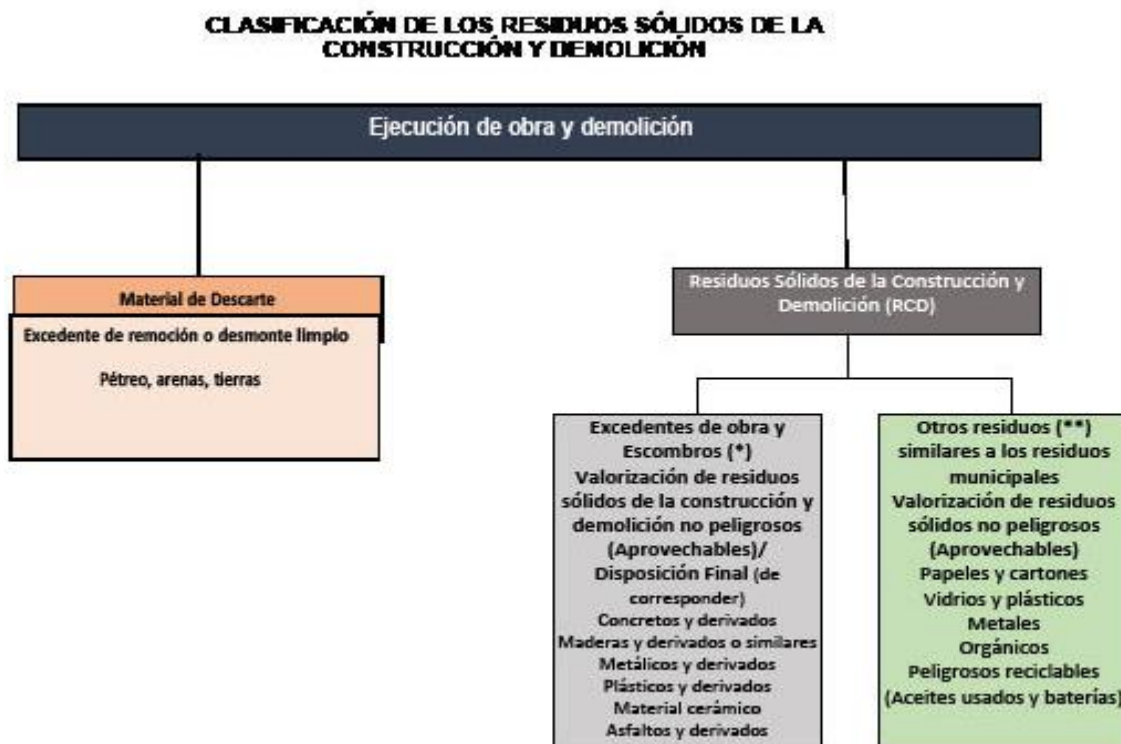 CLASIFICACIÓN DE LOS RESIDUOS SÓLIDOS DE LA
CONSTRUCCIÓN Y DEMOLICIÓN
Ejecución de obra y demolición
Material de Descarte
Excedente de remoción o desmonte limpio
Pétreo, arenas, tierras
Residuos Sólidos de la Construcción y
Demolición (RCD)
Excedentes de obra y
Escombros (*)
Valorización de residuos
sólidos de la construcción y
demolición no peligrosos
(Aprovechables)/
Disposición Final (de
corresponder)
Concretos y derivados
Maderas y derivados o similares
Metálicos y derivados
Plásticos y derivados
Material cerámico
Asfaltos y derivados
Otros residuos (**)
similares a los residuos
municipales
Valorización de residuos
sólidos no peligrosos
(Aprovechables)
Papeles y cartones
Vidrios y plásticos
Metales
Orgánicos
Peligrosos reciclables
(Aceites usados y baterías)